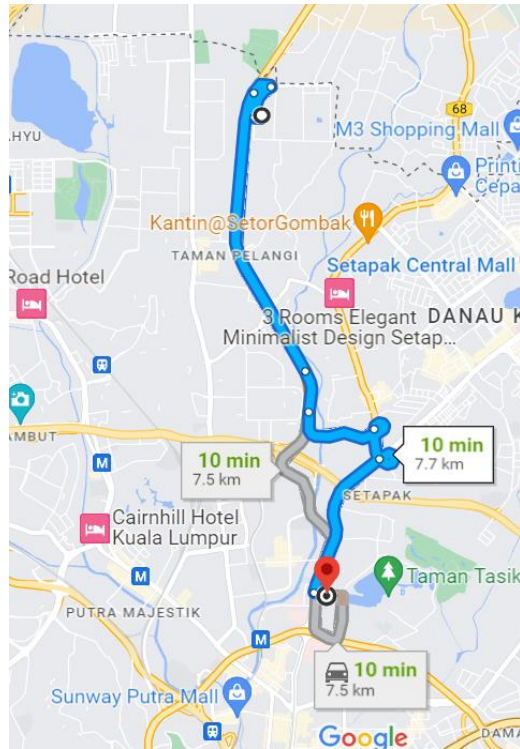 AHYU
68
M3 Shopping Mall
Printi
Cepa
Kantin@SetorGombak
TAMAN PELANGI
Setapak Central Mall
Road Hotel
3 Rooms Elegant
Minimalist Design Setap...
DANAU K
AMBUT
M
10 min
7.5 km
10 min
7.7 km
SETAPAK
Cairnhill Hotel
Kuala Lumpur
Taman Tasik
PUTRA MAJESTIK
M
10 min
7.5 km
Sunway Putra Mall
Google
DAMA